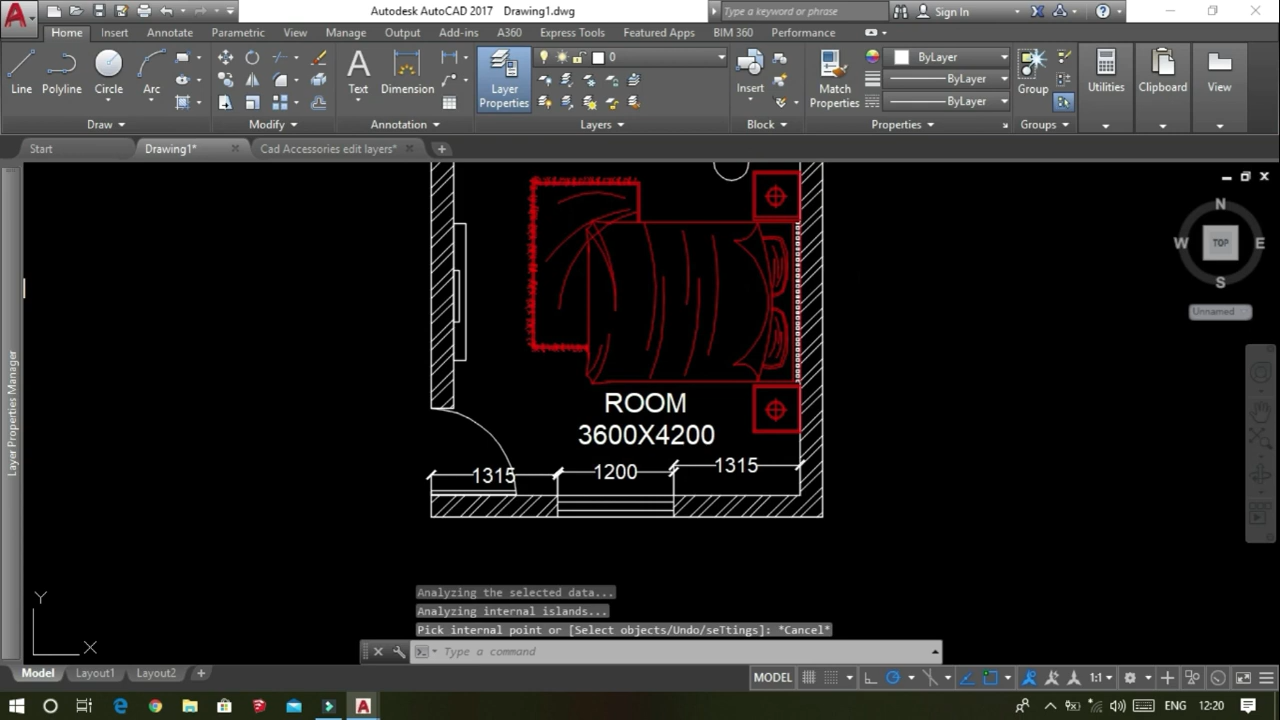 Autodesk AutoCAD 2017 Drawing1.dwg
Type a keyword or phrase
Sign In
Home Insert Annotate Parametric View Manage Output Add-ins A360 Express Tools Featured Apps BIM 360 Performance
0
ByLayer
ByLayer
ByLayer
Line Polyline Circle Arc
Text Dimension
Layer Properties
Insert
Match Properties
Group
Utilities
Clipboard
View
Draw Modify Annotation Layers Block Properties Groups
Start Drawing1* Cad Accessories edit layers*
N
W TOP E
S
Unnamed
Layer Properties Manager
ROOM
3600X4200
1315 1200 1315
Analyzing the selected data...
Analyzing internal islands...
Pick internal point or [Select objects/Undo/seTtings]: *Cancel*
Type a command
Y
X
Model Layout1 Layout2
MODEL 1:1
ENG 12:20